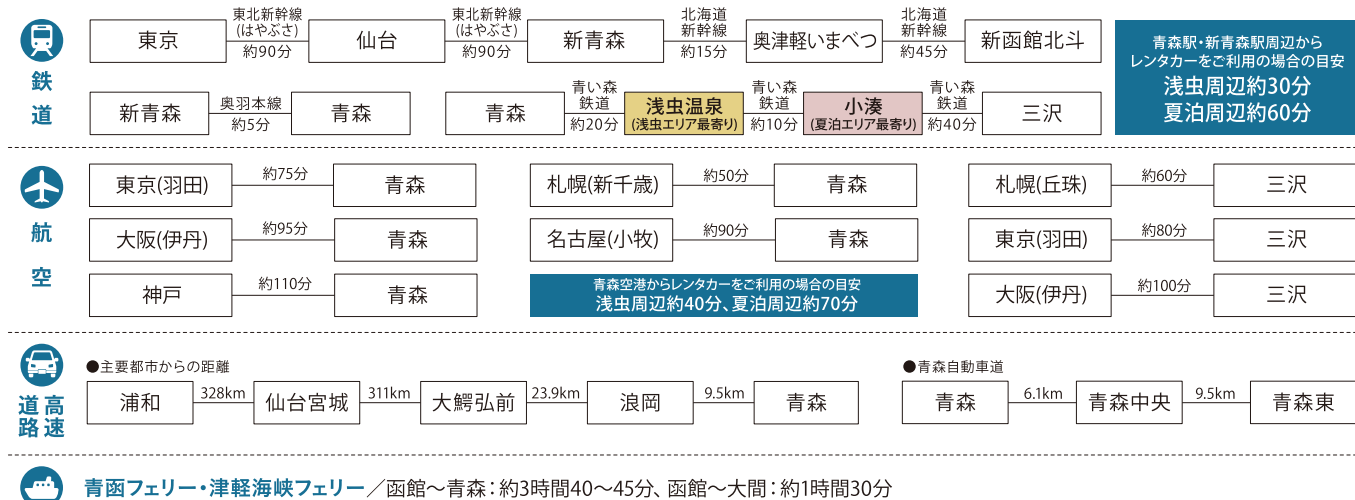 鉄道
東京 東北新幹線(はやぶさ) 約90分 仙台 東北新幹線(はやぶさ) 約90分 新青森 北海道新幹線 約15分 奥津軽いまべつ 北海道新幹線 約45分 新函館北斗
新青森 奥羽本線 約5分 青森
青森 青い森鉄道 約20分 浅虫温泉(浅虫エリア最寄り) 青い森鉄道 約10分 小湊(夏泊エリア最寄り) 青い森鉄道 約40分 三沢
青森駅・新青森駅周辺から
レンタカーをご利用の場合の目安
浅虫周辺約30分
夏泊周辺約60分
航空
東京(羽田) 約75分 青森
大阪(伊丹) 約95分 青森
神戸 約110分 青森
札幌(新千歳) 約50分 青森
名古屋(小牧) 約90分 青森
青森空港からレンタカーをご利用の場合の目安
浅虫周辺約40分、夏泊周辺約70分
札幌(丘珠) 約60分 三沢
東京(羽田) 約80分 三沢
大阪(伊丹) 約100分 三沢
高速道路
●主要都市からの距離
浦和 328km 仙台宮城 311km 大鰐弘前 23.9km 浪岡 9.5km 青森
●青森自動車道
青森 6.1km 青森中央 9.5km 青森東
青函フェリー・津軽海峡フェリー／函館〜青森：約3時間40〜45分、函館〜大間：約1時間30分